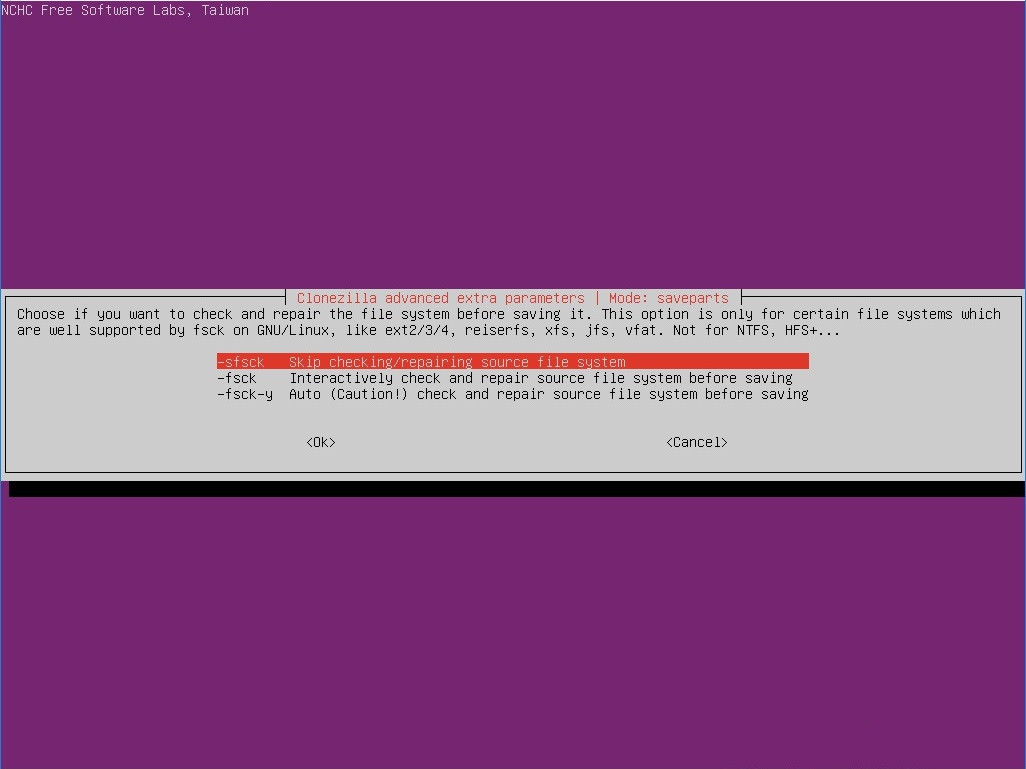 NCHC Free Software Labs, Taiwan
Clonezilla advanced extra parameters | Mode: saveparts
Choose if you want to check and repair the file system before saving it. This option is only for certain file systems which
are well supported by fsck on GNU/Linux, like ext2/3/4, reiserfs, xfs, jfs, vfat. Not for NTFS, HFS+...
-sfsck Skip checking/repairing source file system
-fsck Interactively check and repair source file system before saving
-fsck-y Auto (Caution!) check and repair source file system before saving
<Ok> <Cancel>